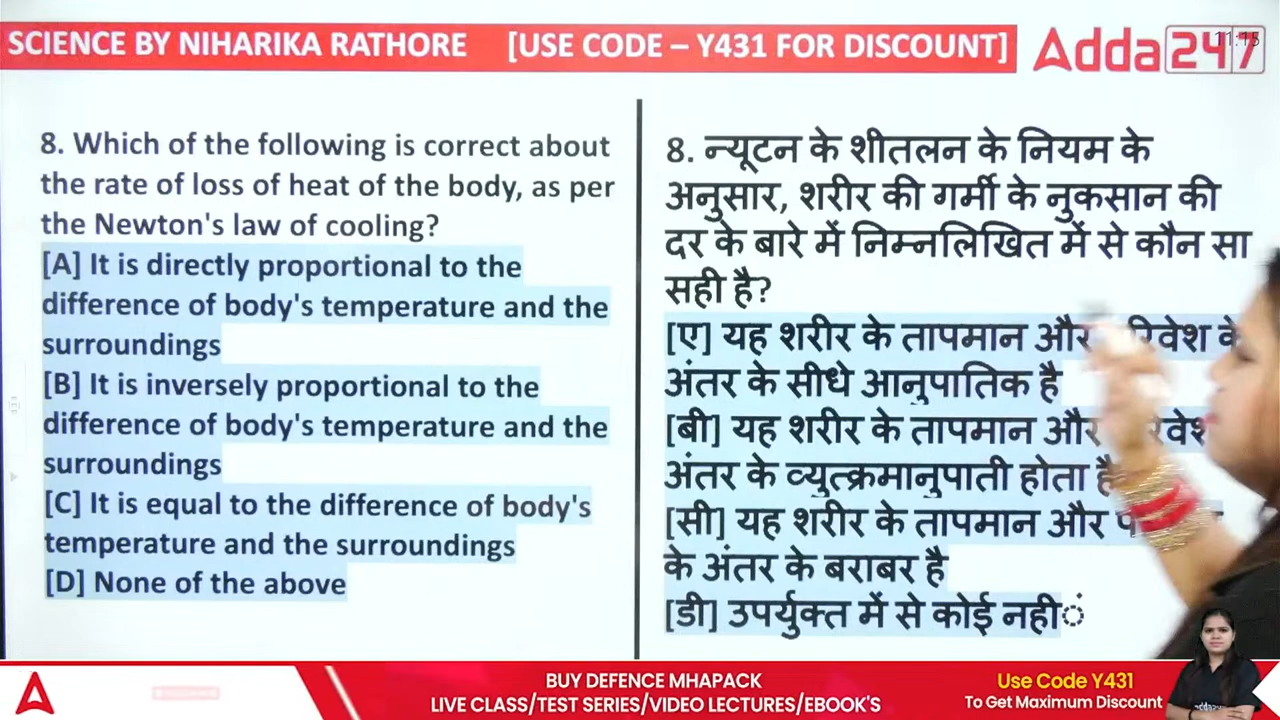 SCIENCE BY NIHARIKA RATHORE [USE CODE – Y431 FOR DISCOUNT]
Adda 247
11:15
8. Which of the following is correct about
the rate of loss of heat of the body, as per
the Newton's law of cooling?
[A] It is directly proportional to the
difference of body's temperature and the
surroundings
[B] It is inversely proportional to the
difference of body's temperature and the
surroundings
[C] It is equal to the difference of body's
temperature and the surroundings
[D] None of the above
8. न्यूटन के शीतलन के नियम के
अनुसार, शरीर की गर्मी के नुकसान की
दर के बारे में निम्नलिखित में से कौन सा
सही है?
[ए] यह शरीर के तापमान और के
अंतर के सीधे आनुपातिक है
[बी] यह शरीर के तापमान और
अंतर के व्युत्क्रमानुपाती होता है
[सी] यह शरीर के तापमान और
के अंतर के बराबर है
[डी] उपर्युक्त में से कोई नहीं
BUY DEFENCE MHAPACK
LIVE CLASS/TEST SERIES/VIDEO LECTURES/EBOOK'S
Use Code Y431
To Get Maximum Discount
adda247